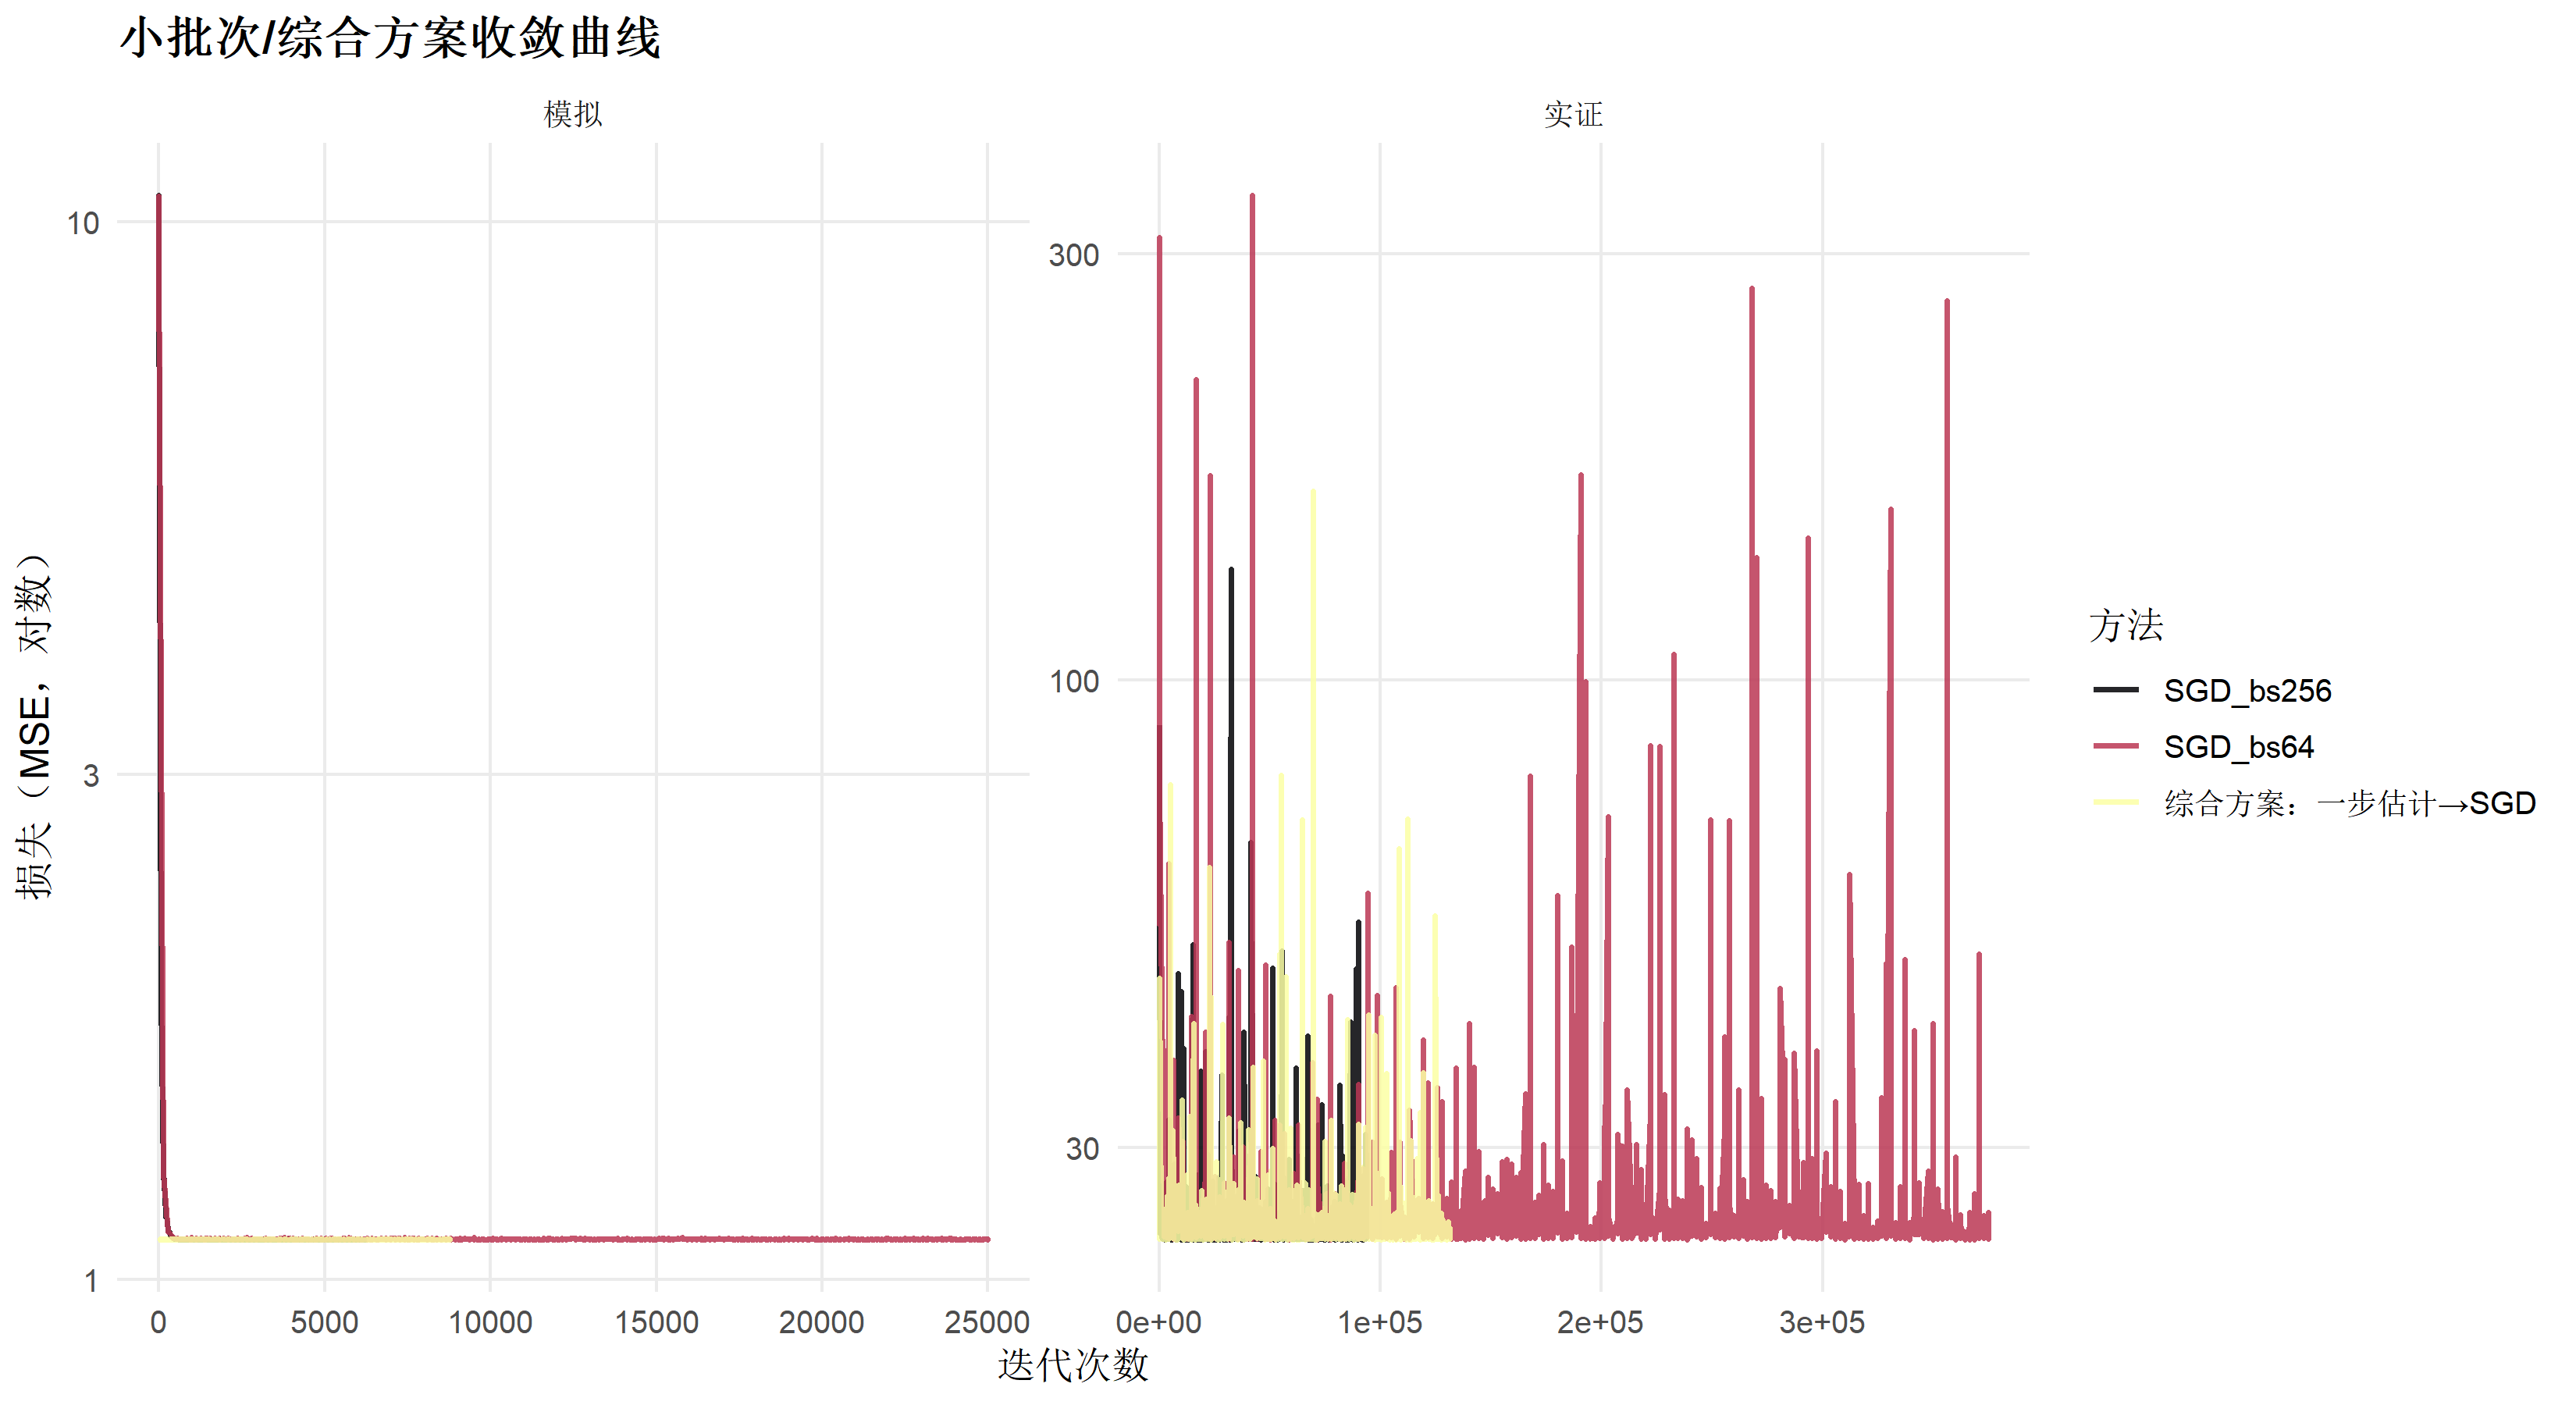 小批次/综合方案收敛曲线
模拟
实证
损失（MSE，对数）
10
3
1
300
100
30
0
5000
10000
15000
20000
25000
0e+00
1e+05
2e+05
3e+05
迭代次数
方法
SGD_bs256
SGD_bs64
综合方案：一步估计→SGD